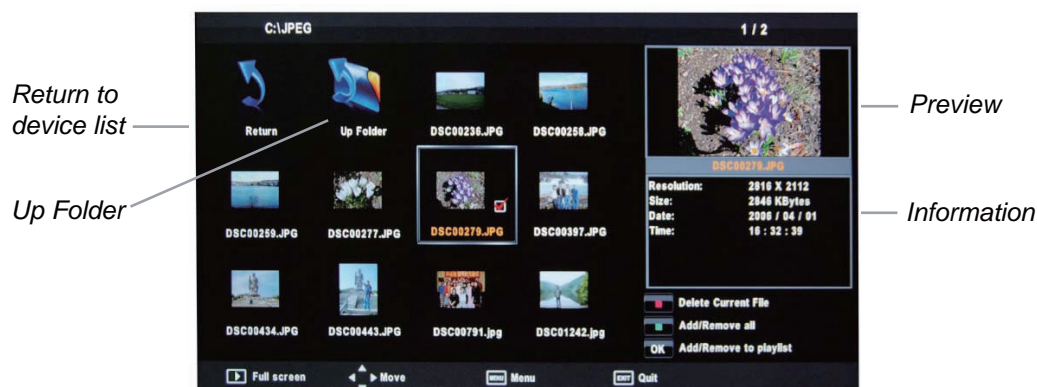 C:\JPEG
1 / 2
Return to
device list
Up Folder
Return
Up Folder
DSC00236.JPG
DSC00258.JPG
DSC00259.JPG
DSC00277.JPG
DSC00279.JPG
DSC00397.JPG
DSC00434.JPG
DSC00443.JPG
DSC00791.jpg
DSC01242.jpg
Preview
DSC00279.JPG
Resolution: 2816 X 2112
Size: 2846 KBytes
Date: 2006 / 04 / 01
Time: 16 : 32 : 39
Information
Delete Current File
Add/Remove all
OK Add/Remove to playlist
Full screen
Move
MENU Menu
EXIT Quit